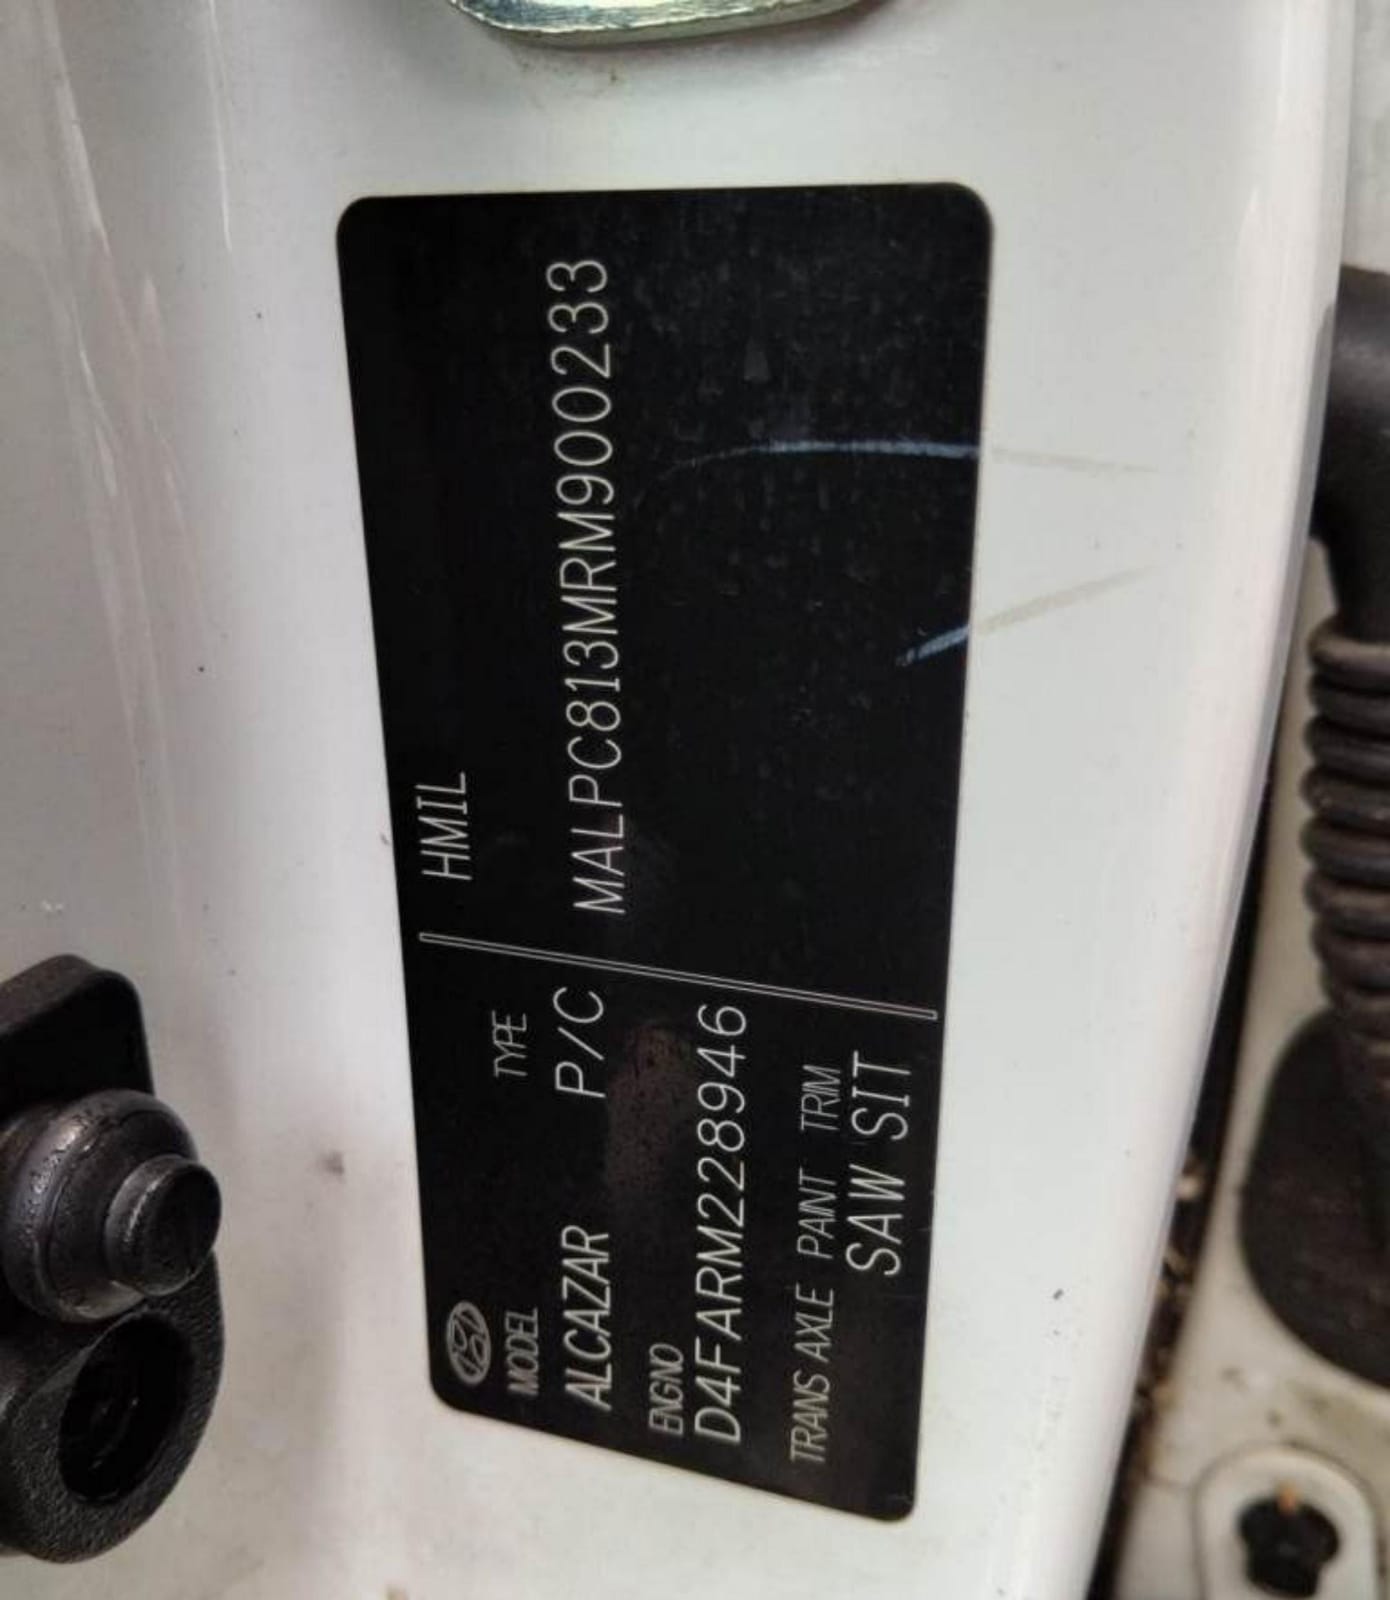 HMIL
TYPE
MODEL
P/C
MALPC813MRM900233
ALCAZAR
ENGNO
D4FARM228946
TRANS AXLE PAINT TRIM
SAW SIT